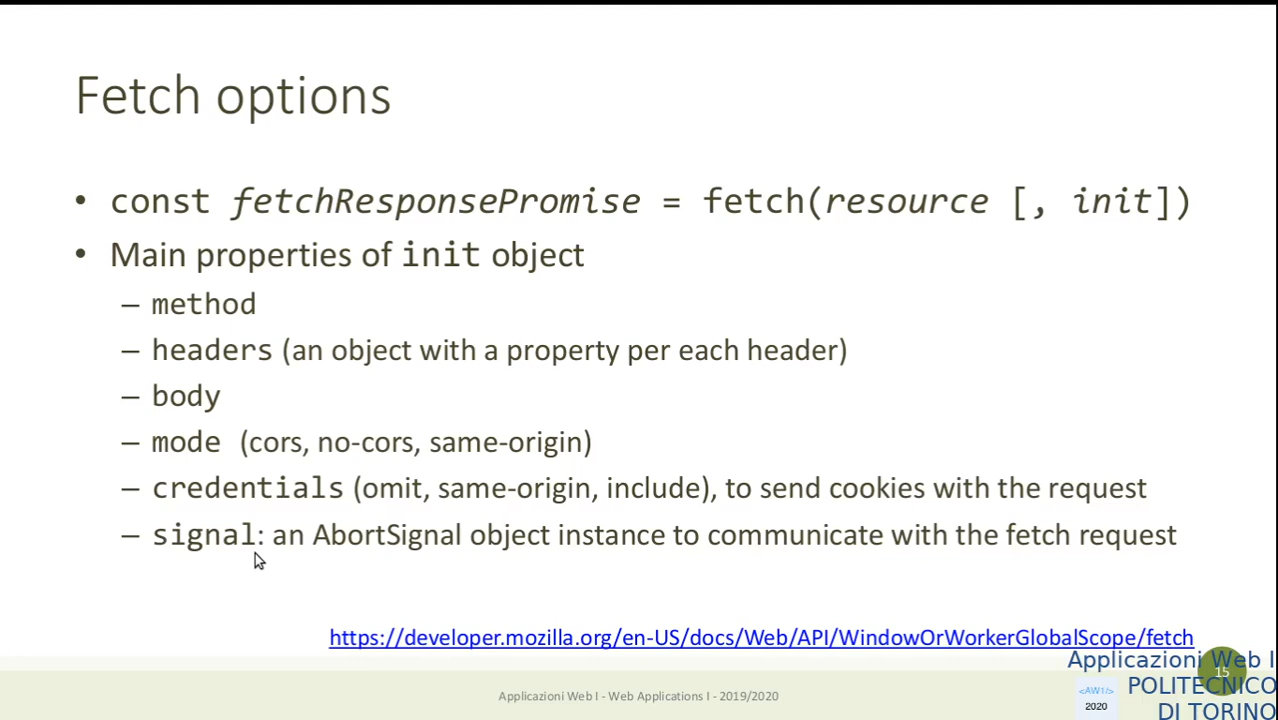 Fetch options
• const fetchResponsePromise = fetch(resource [, init])
• Main properties of init object
– method
– headers (an object with a property per each header)
– body
– mode (cors, no-cors, same-origin)
– credentials (omit, same-origin, include), to send cookies with the request
– signal: an AbortSignal object instance to communicate with the fetch request
https://developer.mozilla.org/en-US/docs/Web/API/WindowOrWorkerGlobalScope/fetch
Applicazioni Web I - Web Applications I - 2019/2020
15
<AW1/>
2020
Applicazioni Web I
POLITECNICO
DI TORINO